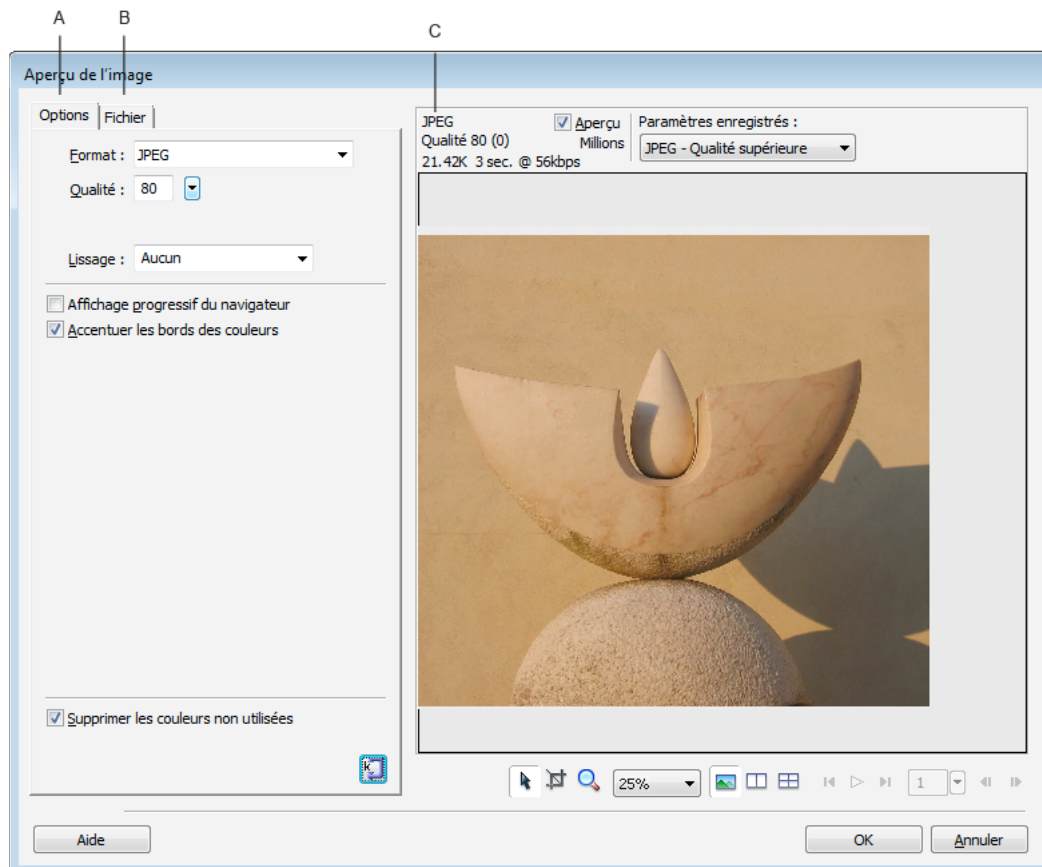 A
B
C
Aperçu de l'image
Options
Fichier
Format :
JPEG
Qualité :
80
Lissage :
Aucun
Affichage progressif du navigateur
Accentuer les bords des couleurs
Supprimer les couleurs non utilisées
JPEG
Qualité 80 (0)
21.42K 3 sec. @ 56kbps
Aperçu
Millions
Paramètres enregistrés :
JPEG - Qualité supérieure
25%
1
Aide
OK
Annuler